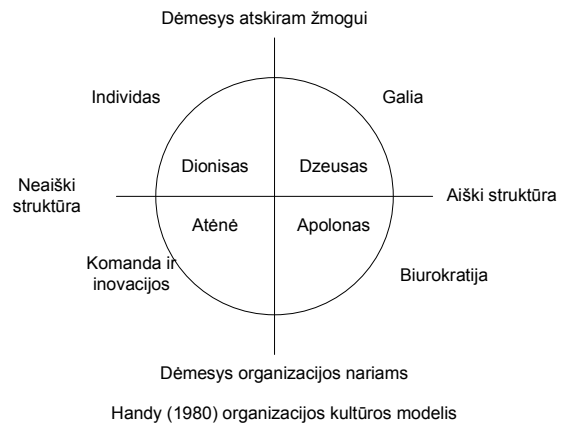 Dėmesys atskiram žmogui
Individas
Galia
Dionisas
Dzeusas
Neaiški
struktūra
Aiški struktūra
Atėnė
Apolonas
Komanda ir
inovacijos
Biurokratija
Dėmesys organizacijos nariams
Handy (1980) organizacijos kultūros modelis